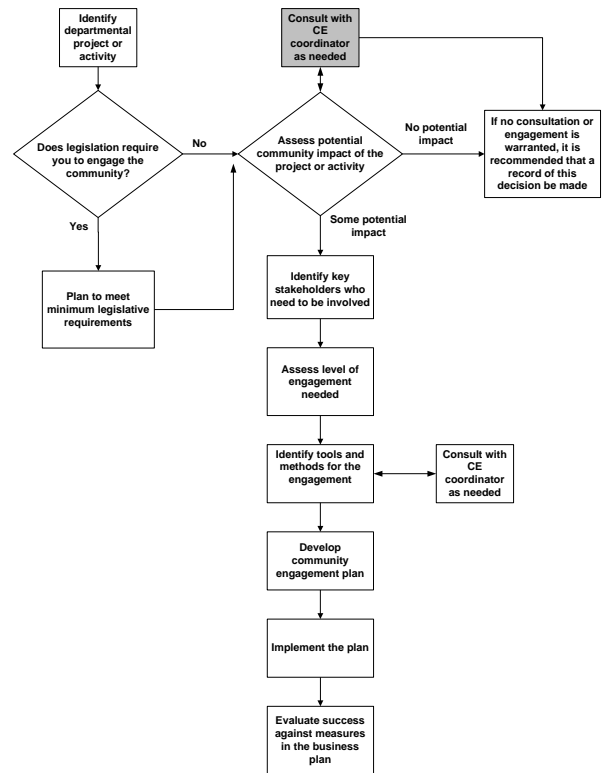 Identify
departmental
project or
activity
Consult with
CE
coordinator
as needed
Does legislation require
you to engage the
community?
No
Assess potential
community impact of the
project or activity
No potential
impact
If no consultation or
engagement is
warranted, it is
recommended that a
record of this
decision be made
Yes
Some potential
impact
Plan to meet
minimum legislative
requirements
Identify key
stakeholders who
need to be involved
Assess level of
engagement
needed
Identify tools and
methods for the
engagement
Consult with
CE
coordinator
as needed
Develop
community
engagement plan
Implement the plan
Evaluate success
against measures
in the business
plan